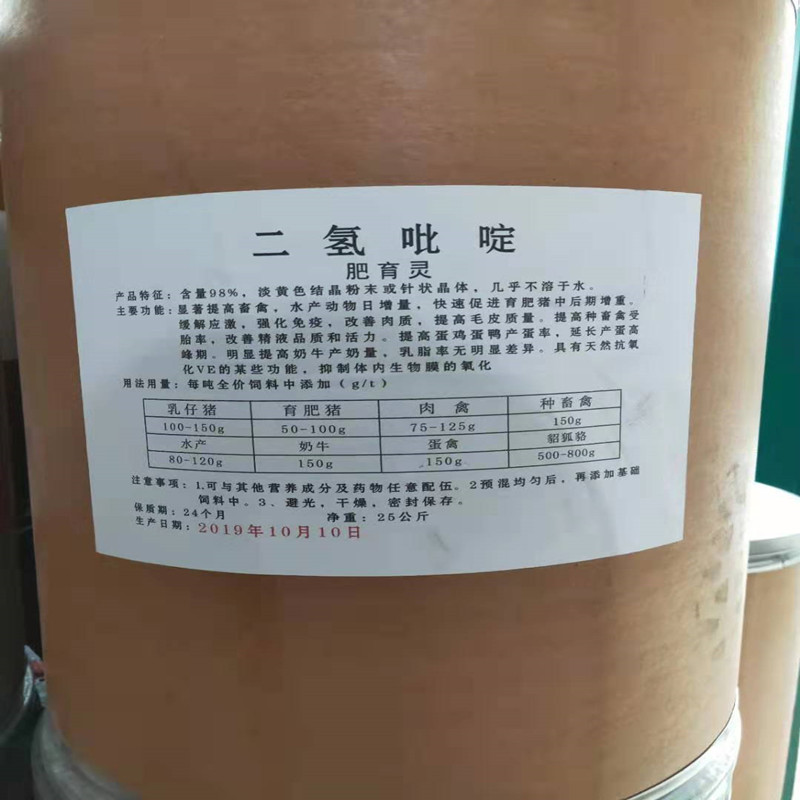 二氢吡啶
肥育灵
产品特征：含量98%，淡黄色结晶粉末或针状晶体，几乎不溶于水。
主要功能：显著提高畜禽，水产动物日增量，快速促进育肥猪中后期增重。
缓解应激，强化免疫，改善肉质，提高毛皮质量。提高种畜禽受
胎率，改善精液品质和活力。提高蛋鸡蛋鸭产蛋率，延长产蛋高
峰期。明显提高奶牛产奶量，乳脂率无明显差异。具有天然抗氧
化VE的某些功能，抑制体内生物膜的氧化
用法用量：每吨全价饲料中添加（g/t）
乳仔猪 育肥猪 肉禽 种畜禽
100-150g 50-100g 75-125g 150g
水产 奶牛 蛋禽 貂狐貉
80-120g 150g 150g 500-800g
注意事项：1,可与其他营养成分及药物任意配伍。2预混均匀后，再添加基础
饲料中。3、避光，干燥，密封保存。
保质期：24个月 净重：25公斤
生产日期：2019年10月10日